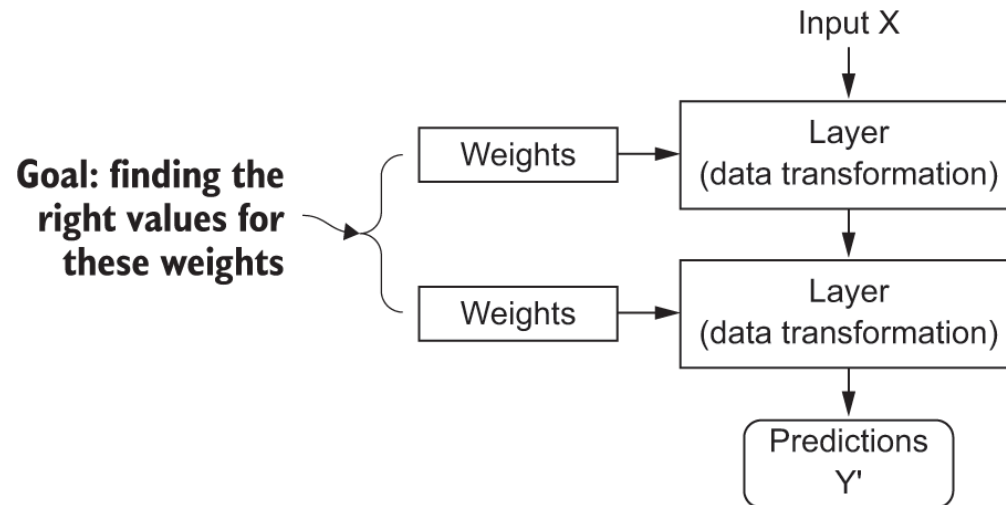 Input X
Weights
Layer
(data transformation)
Goal: finding the
right values for
these weights
Weights
Layer
(data transformation)
Predictions
Y'